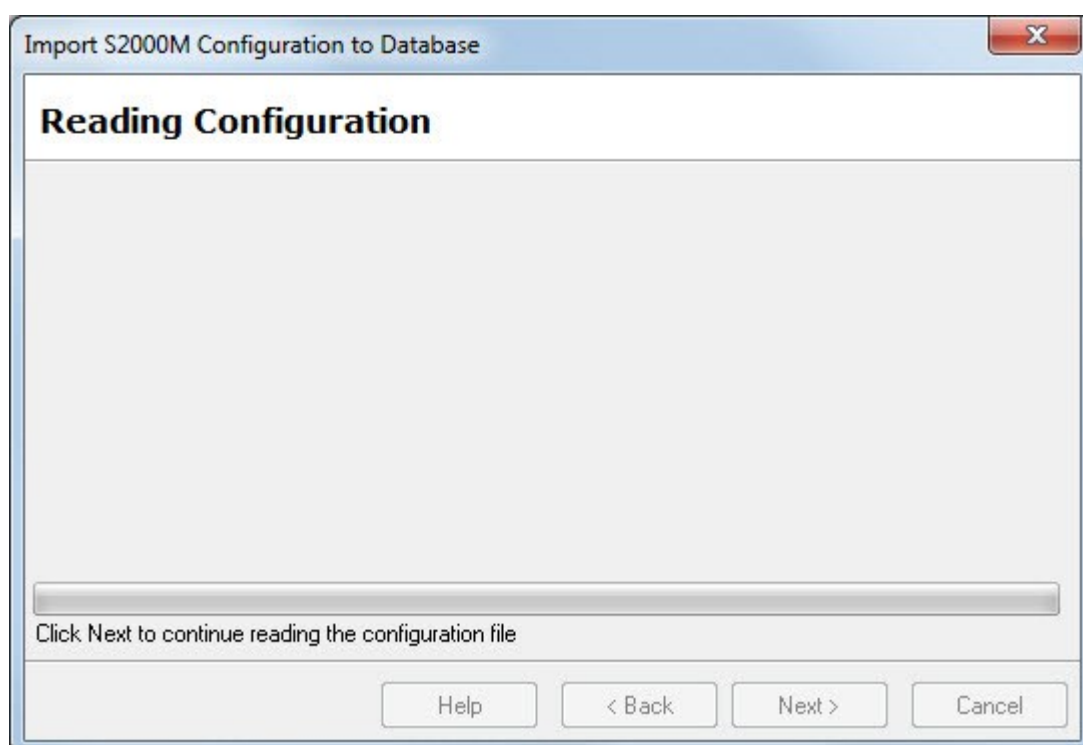 Import S2000M Configuration to Database
Reading Configuration
Click Next to continue reading the configuration file
Help
< Back
Next >
Cancel